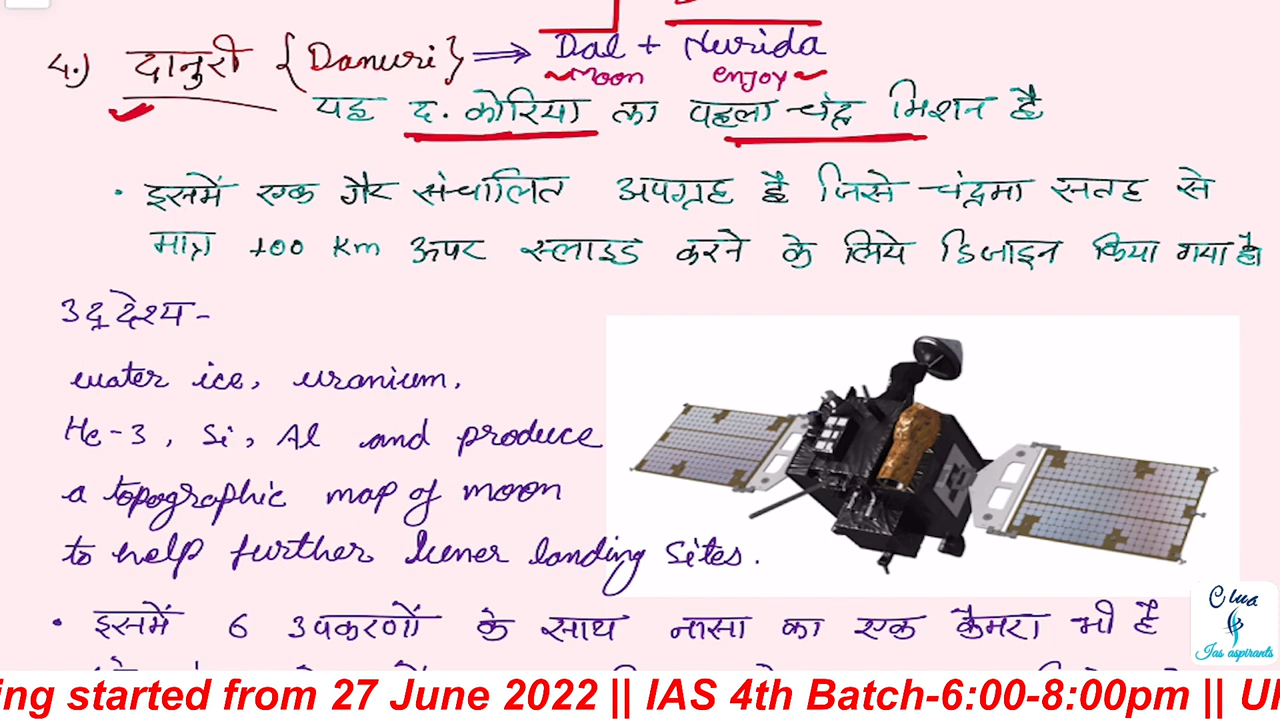 4.) दानुरी {Danuri} ⇒ Dal + Nurida
Moon enjoy
यह द. कोरिया का पहला चंद्र मिशन है
• इसमें एक गैर संचालित उपग्रह है जिसे चंद्रमा सतह से
मात्र 100 Km ऊपर स्लाइड करने के लिये डिजाइन किया गया है।
उद्देश्य-
water ice, uranium,
He-3, Si, Al and produce
a topographic map of moon
to help further luner landing sites.
• इसमें 6 उपकरणों के साथ नासा का एक कैमरा भी है
Ias aspirants
ing started from 27 June 2022 || IAS 4th Batch-6:00-8:00pm ||